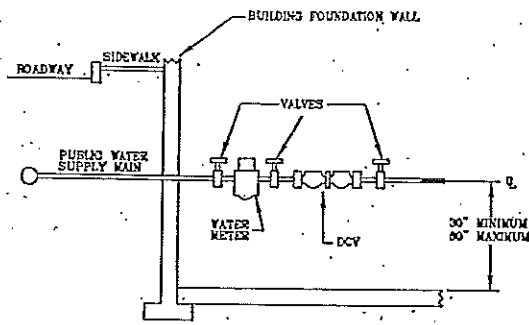 BUILDING FOUNDATION WALL
SIDEWALK
ROADWAY
VALVES
PUBLIC WATER
SUPPLY MAIN
WATER
METER
DCV
℄
30" MINIMUM
60" MAXIMUM